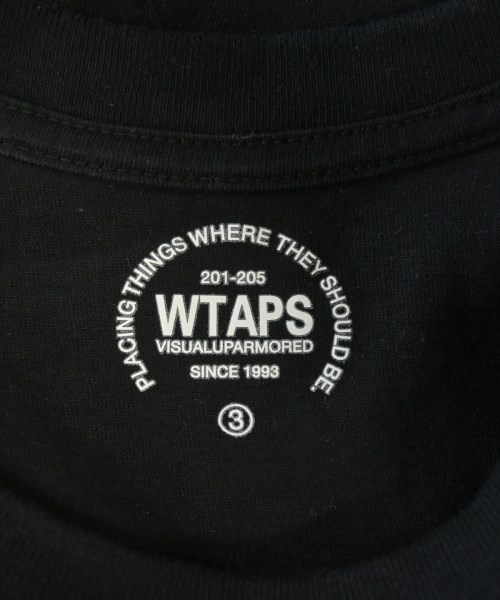 PLACING THINGS WHERE THEY SHOULD BE.
201-205
WTAPS
VISUALUPARMORED
SINCE 1993
3